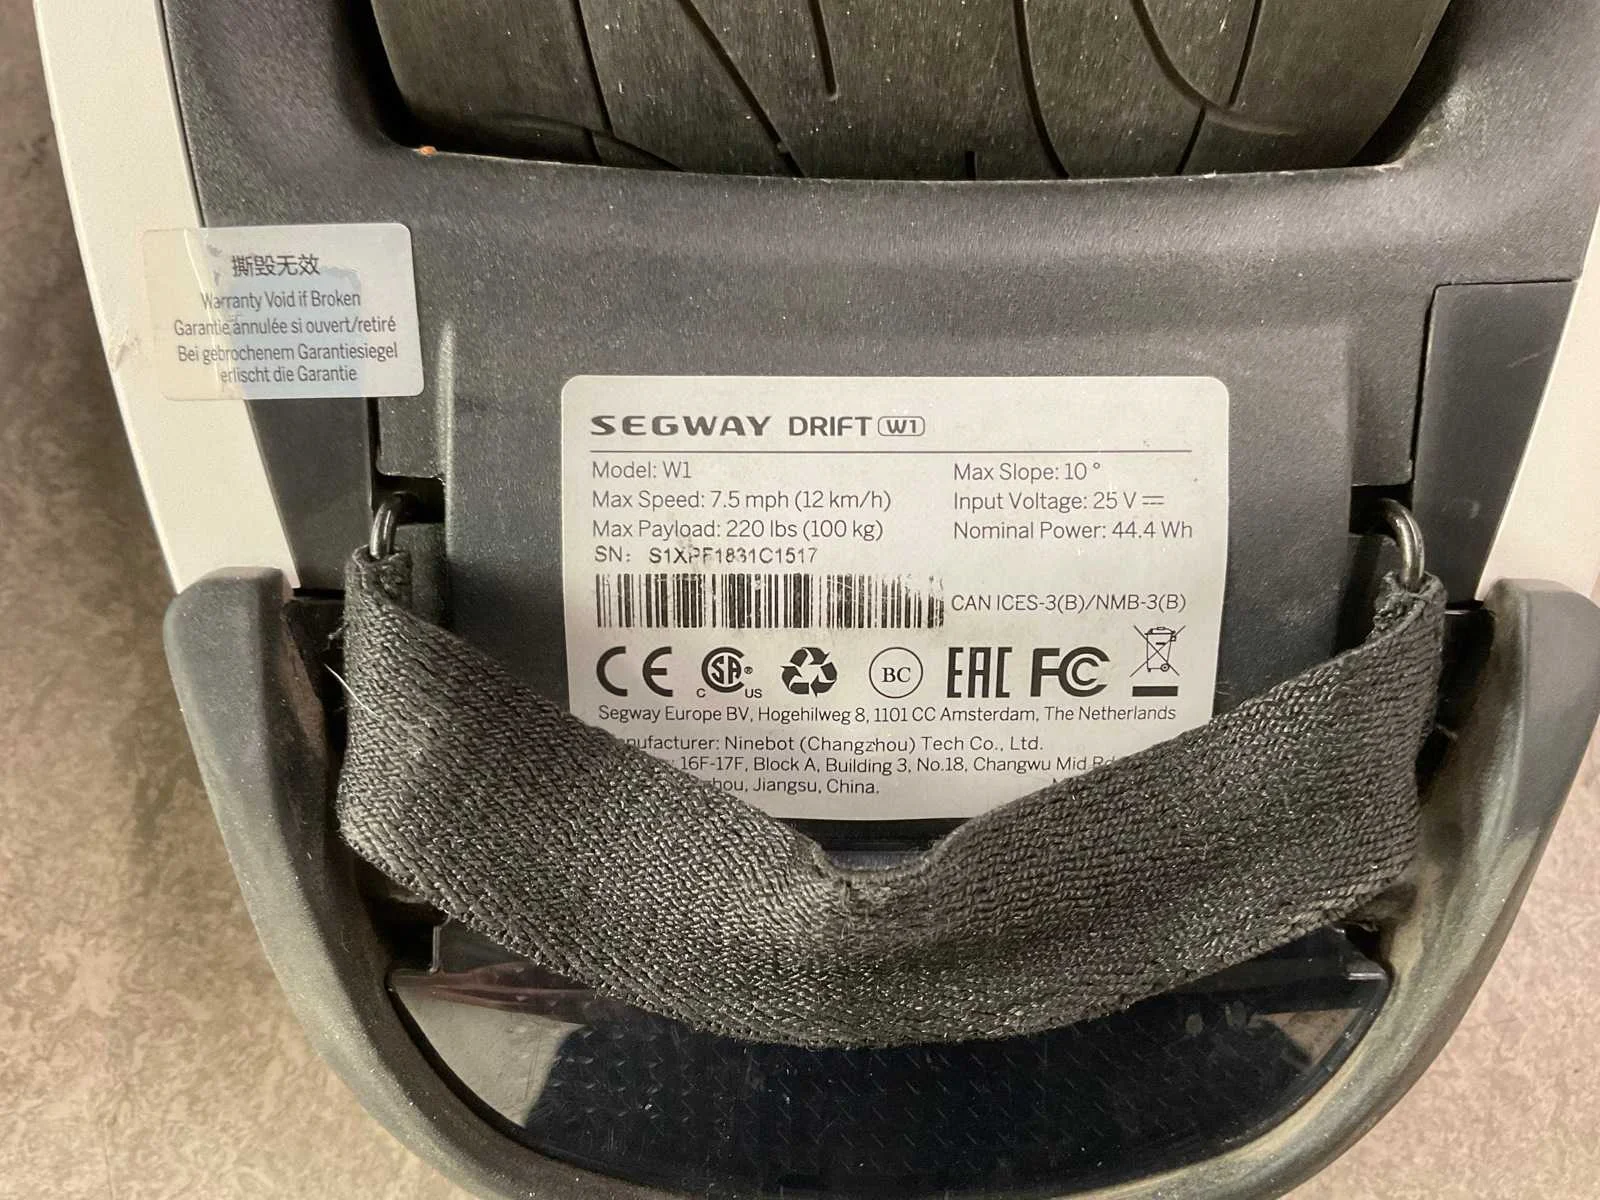 撕毁无效
Warranty Void if Broken
Garantie annulée si ouvert/retiré
Bei gebrochenem Garantiesiegel
erlischt die Garantie
SEGWAY DRIFT W1
Model: W1
Max Speed: 7.5 mph (12 km/h)
Max Payload: 220 lbs (100 kg)
SN: S1XPF1831C1517
Max Slope: 10 °
Input Voltage: 25 V ⎓
Nominal Power: 44.4 Wh
CAN ICES-3(B)/NMB-3(B)
CE C SA ® US BC EAC FC
Segway Europe BV, Hogehilweg 8, 1101 CC Amsterdam, The Netherlands
nufacturer: Ninebot (Changzhou) Tech Co., Ltd.
16F-17F, Block A, Building 3, No.18, Changwu Mid Rd
hou, Jiangsu, China.